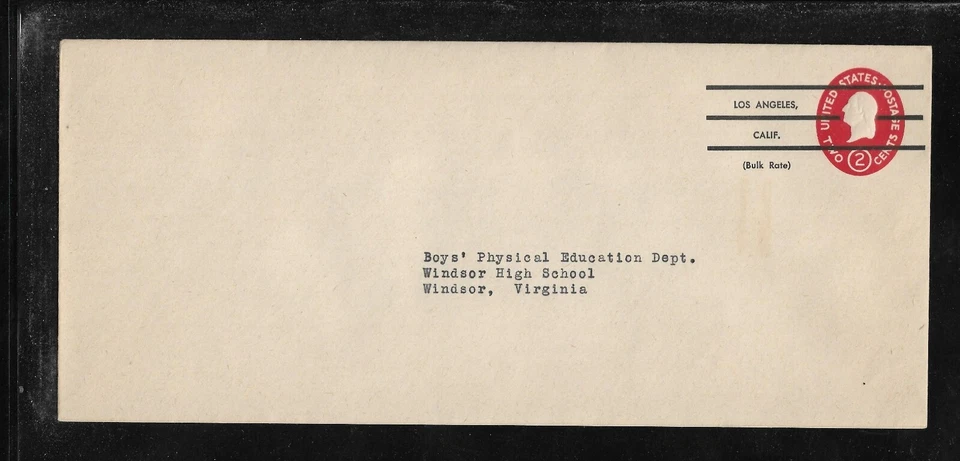 UNITED STATES POSTAGE
TWO CENTS
2
LOS ANGELES,
CALIF.
(Bulk Rate)
Boys' Physical Education Dept.
Windsor High School
Windsor, Virginia